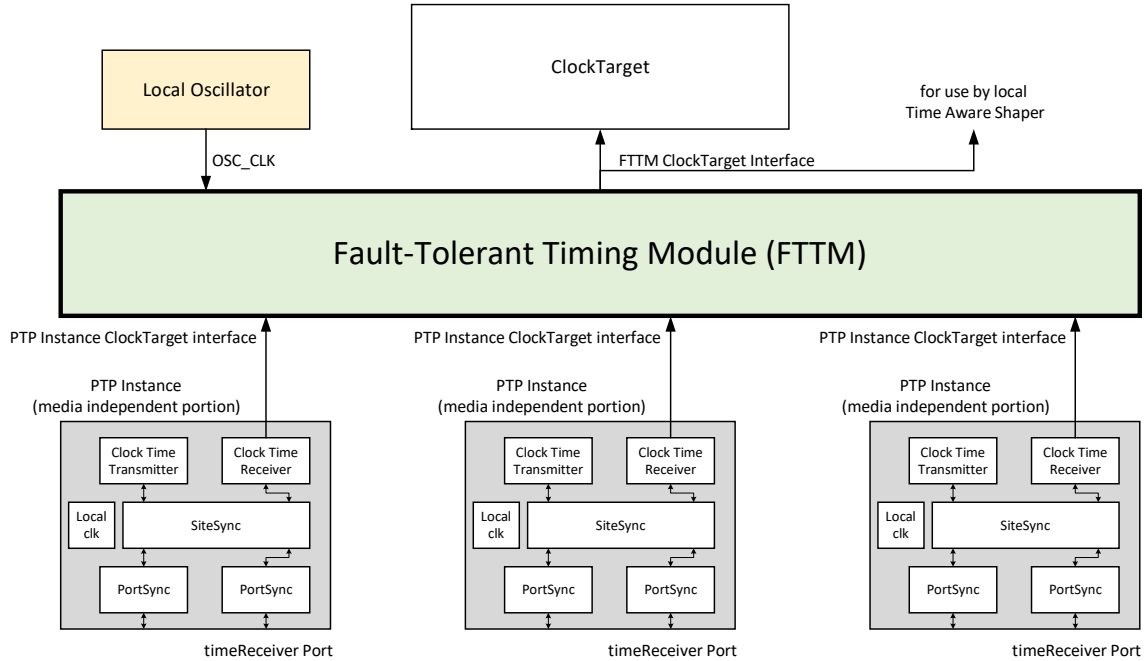 Local Oscillator
ClockTarget
for use by local
Time Aware Shaper
OSC_CLK
FTTM ClockTarget Interface
Fault-Tolerant Timing Module (FTTM)
PTP Instance ClockTarget interface
PTP Instance ClockTarget interface
PTP Instance ClockTarget interface
PTP Instance
(media independent portion)
Clock Time
Transmitter
Clock Time
Receiver
Local
clk
SiteSync
PortSync
PortSync
timeReceiver Port
PTP Instance
(media independent portion)
Clock Time
Transmitter
Clock Time
Receiver
Local
clk
SiteSync
PortSync
PortSync
timeReceiver Port
PTP Instance
(media independent portion)
Clock Time
Transmitter
Clock Time
Receiver
Local
clk
SiteSync
PortSync
PortSync
timeReceiver Port